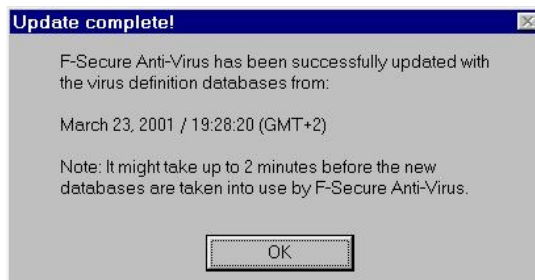 Update complete!
F-Secure Anti-Virus has been successfully updated with
the virus definition databases from:
March 23, 2001 / 19:28:20 (GMT+2)
Note: It might take up to 2 minutes before the new
databases are taken into use by F-Secure Anti-Virus.
OK